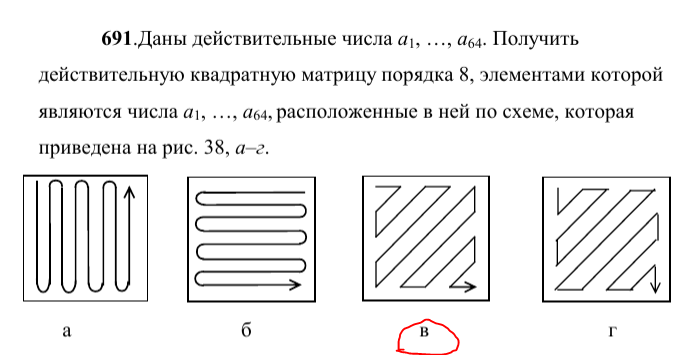 691.Даны действительные числа a1, …, a64. Получить
действительную квадратную матрицу порядка 8, элементами которой
являются числа a1, …, a64, расположенные в ней по схеме, которая
приведена на рис. 38, а–г.
а б в г